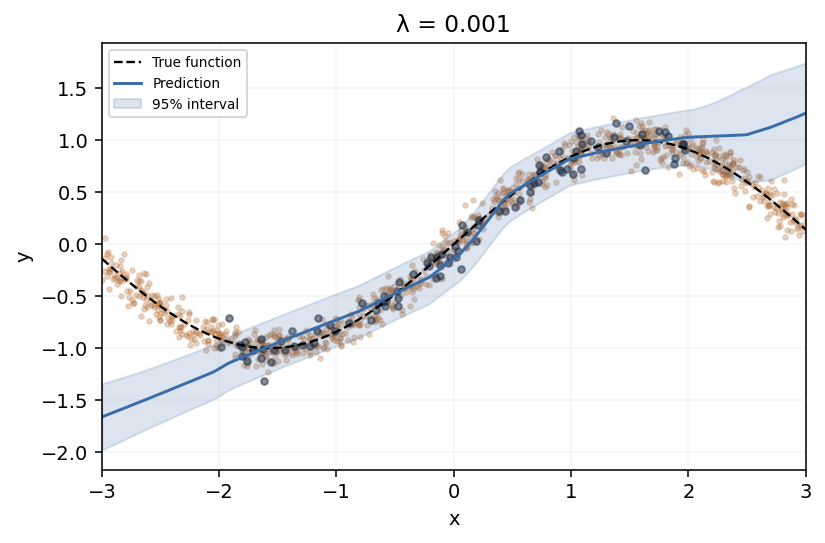 λ = 0.001
True function
Prediction
95% interval
y
1.5
1.0
0.5
0.0
−0.5
−1.0
−1.5
−2.0
−3
−2
−1
0
1
2
3
x